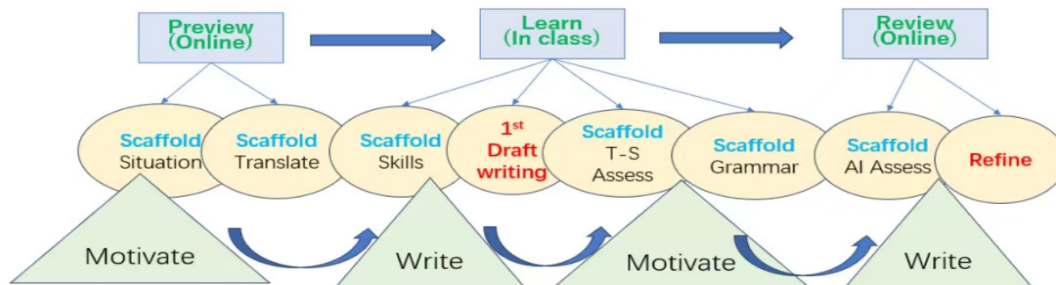 Preview
(Online)
Learn
(In class)
Review
(Online)
Scaffold
Situation
Scaffold
Translate
Scaffold
Skills
1st
Draft
writing
Scaffold
T-S
Assess
Scaffold
Grammar
Scaffold
AI Assess
Refine
Motivate
Write
Motivate
Write